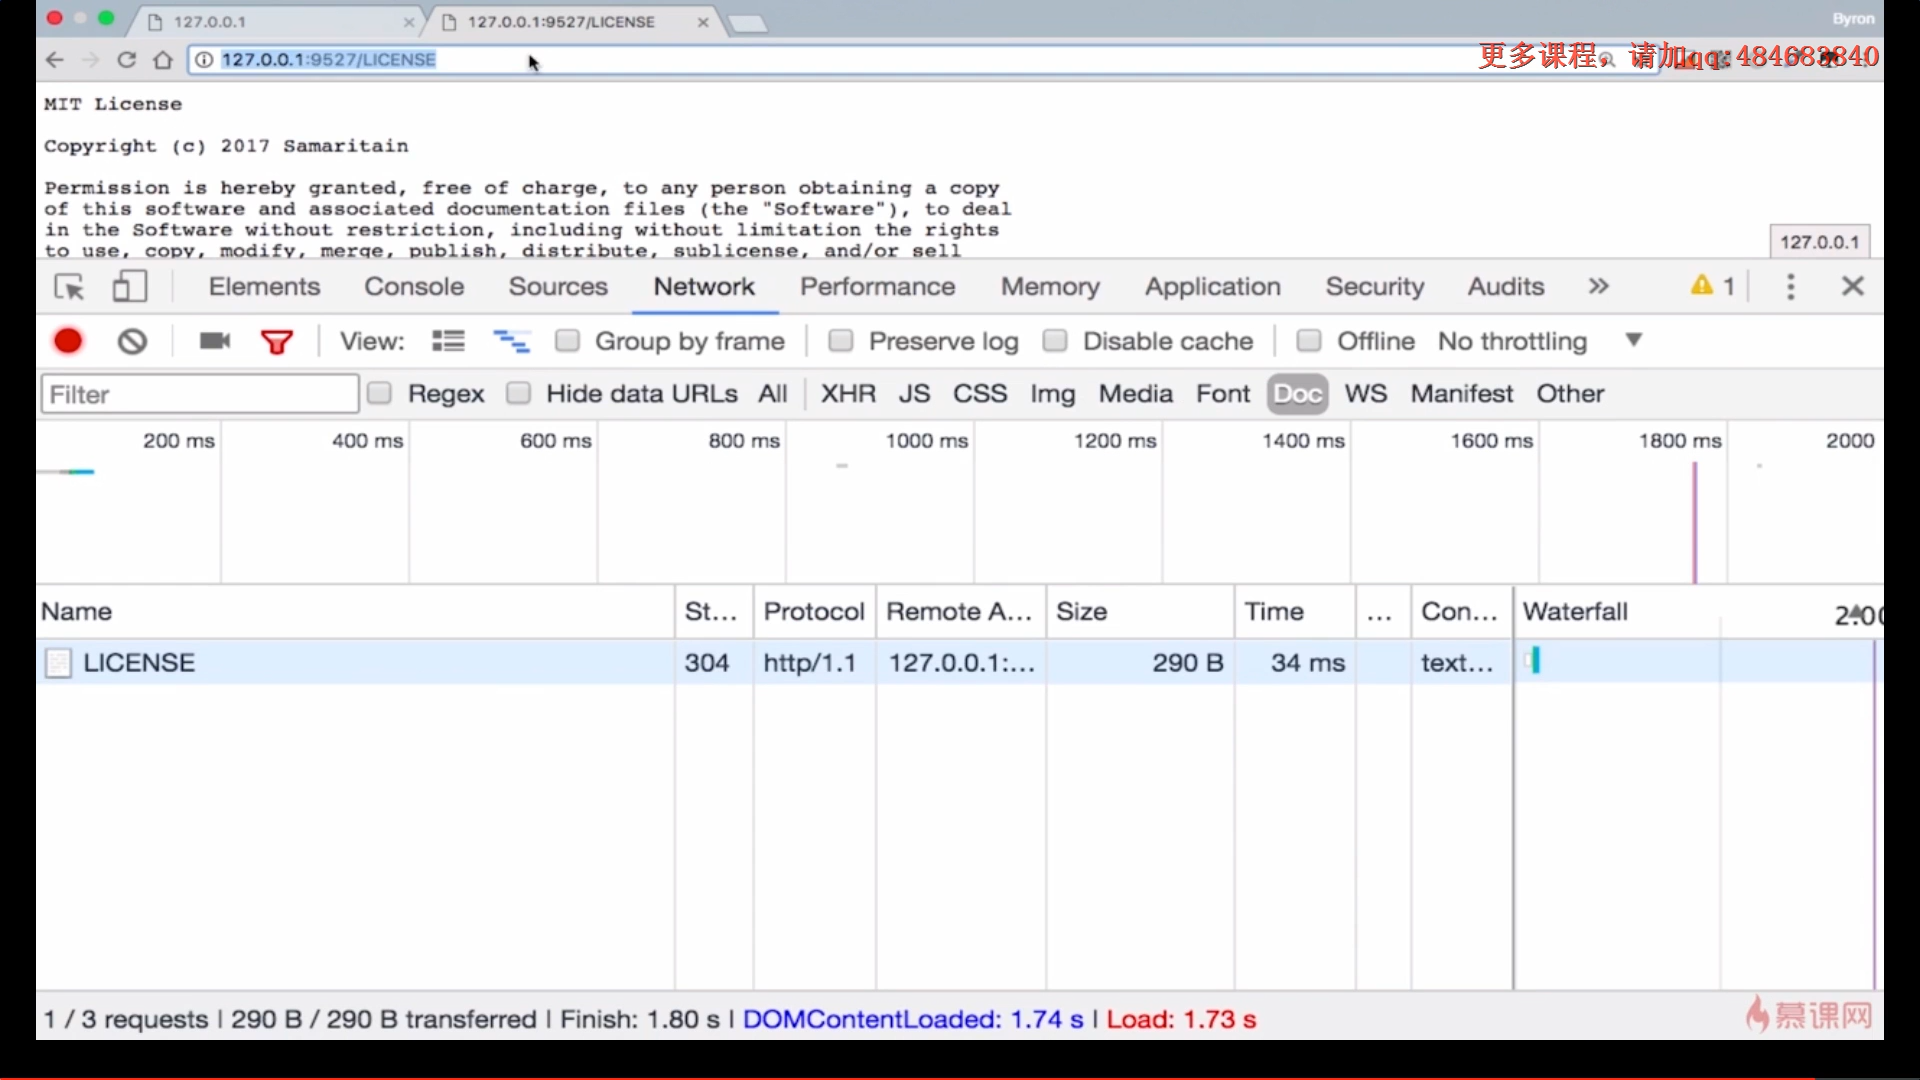 127.0.0.1
127.0.0.1:9527/LICENSE
Byron
127.0.0.1:9527/LICENSE
更多课程，请加qq:484683840
MIT License
Copyright (c) 2017 Samaritain
Permission is hereby granted, free of charge, to any person obtaining a copy
of this software and associated documentation files (the "Software"), to deal
in the Software without restriction, including without limitation the rights
to use, copy, modify, merge, publish, distribute, sublicense, and/or sell
127.0.0.1
Elements Console Sources Network Performance Memory Application Security Audits » 1
View: Group by frame Preserve log Disable cache Offline No throttling
Filter Regex Hide data URLs All XHR JS CSS Img Media Font Doc WS Manifest Other
200 ms 400 ms 600 ms 800 ms 1000 ms 1200 ms 1400 ms 1600 ms 1800 ms 2000
Name St... Protocol Remote A... Size Time ... Con... Waterfall
LICENSE 304 http/1.1 127.0.0.1:... 290 B 34 ms text...
1 / 3 requests | 290 B / 290 B transferred | Finish: 1.80 s | DOMContentLoaded: 1.74 s | Load: 1.73 s
慕课网